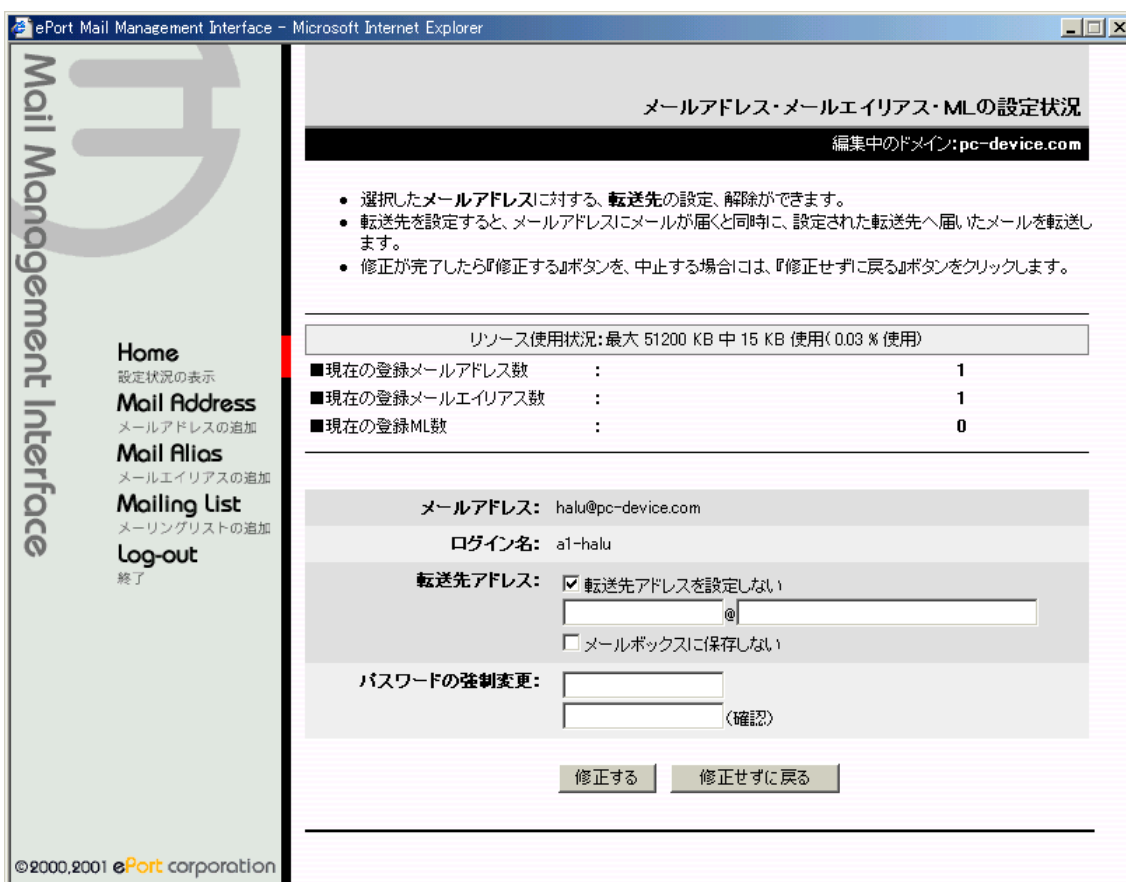 ePort Mail Management Interface - Microsoft Internet Explorer
Mail Management Interface
メールアドレス・メールエイリアス・MLの設定状況
編集中のドメイン:pc-device.com
● 選択したメールアドレスに対する、転送先の設定、解除ができます。
● 転送先を設定すると、メールアドレスにメールが届くと同時に、設定された転送先へ届いたメールを転送し
ます。
● 修正が完了したら『修正する』ボタンを、中止する場合には、『修正せずに戻る』ボタンをクリックします。
リソース使用状況:最大 51200 KB 中 15 KB 使用( 0.03 % 使用)
■現在の登録メールアドレス数 : 1
■現在の登録メールエイリアス数 : 1
■現在の登録ML数 : 0
Home
設定状況の表示
Mail Address
メールアドレスの追加
Mail Alias
メールエイリアスの追加
Mailing List
メーリングリストの追加
Log-out
終了
メールアドレス: halu@pc-device.com
ログイン名: a1-halu
転送先アドレス: 転送先アドレスを設定しない
@
メールボックスに保存しない
パスワードの強制変更:
(確認)
修正する 修正せずに戻る
©2000,2001 ePort corporation